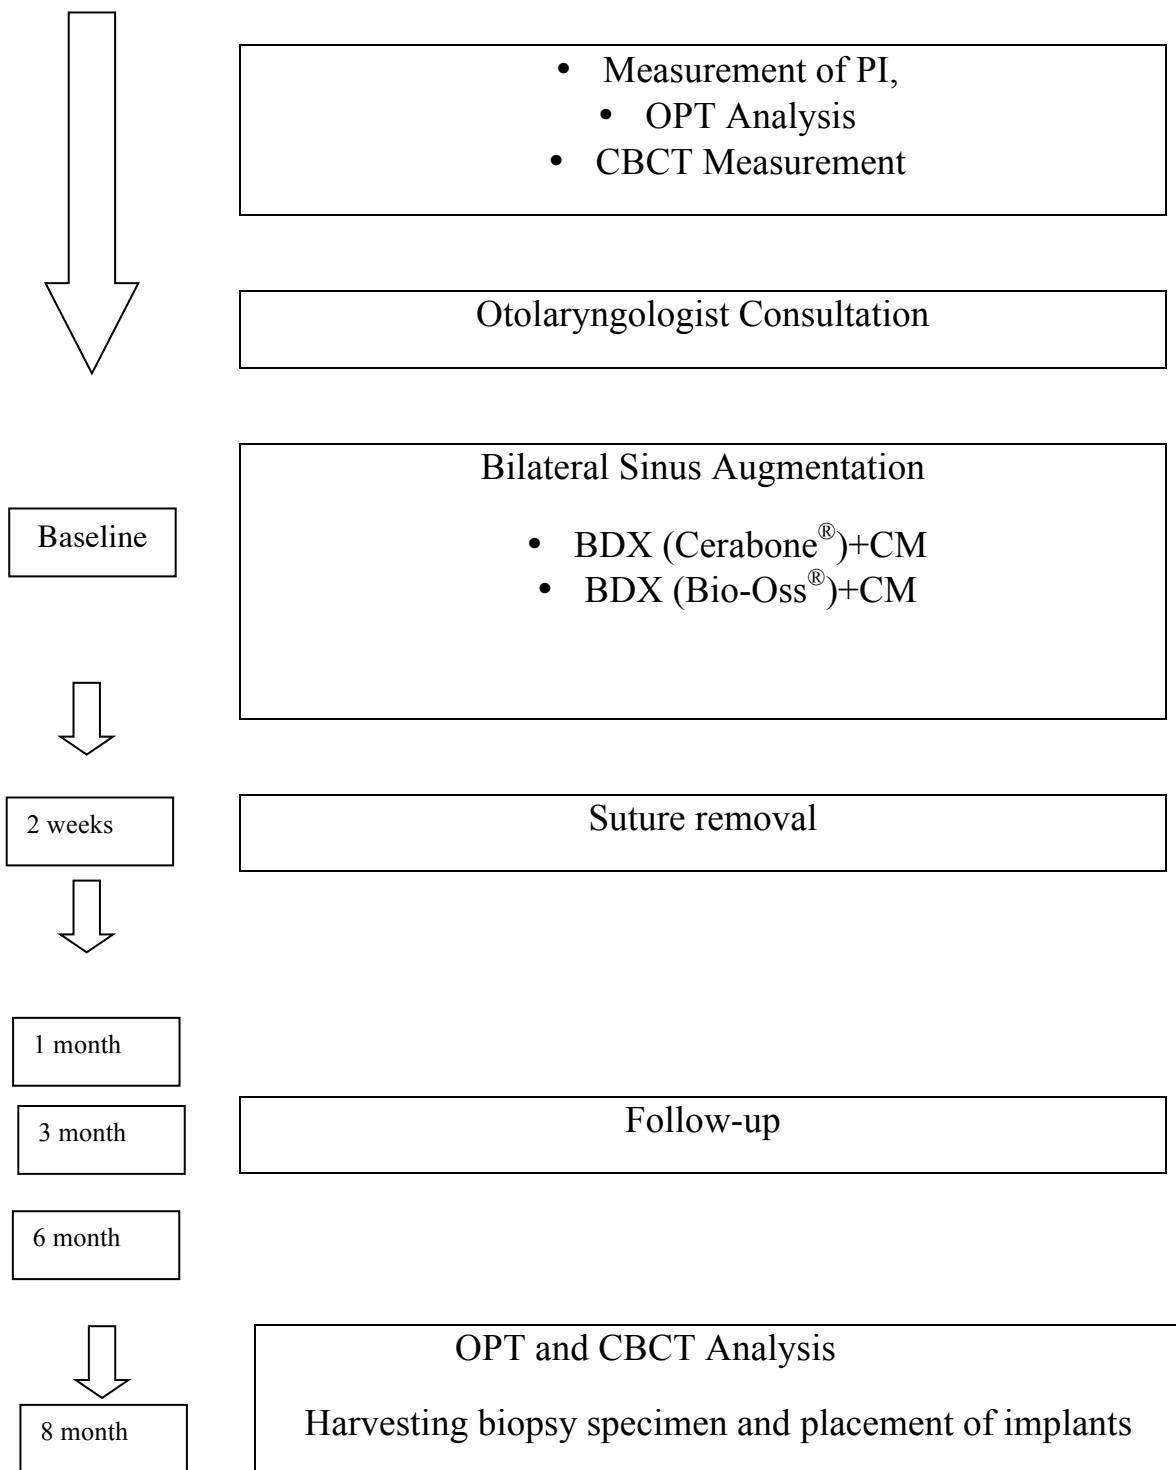 • Measurement of PI,
• OPT Analysis
• CBCT Measurement
Otolaryngologist Consultation
Baseline
Bilateral Sinus Augmentation
• BDX (Cerabone®)+CM
• BDX (Bio-Oss®)+CM
2 weeks
Suture removal
1 month
3 month
Follow-up
6 month
OPT and CBCT Analysis
8 month
Harvesting biopsy specimen and placement of implants